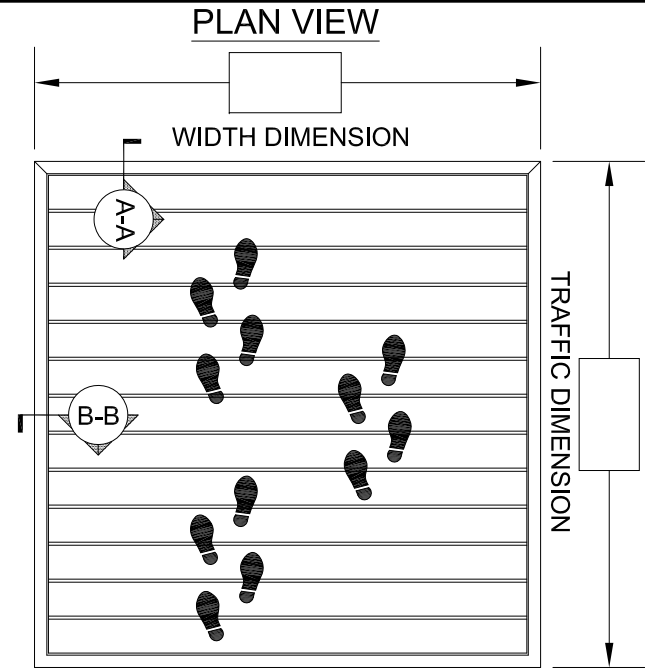 PLAN VIEW
WIDTH DIMENSION
A-A
TRAFFIC DIMENSION
B-B